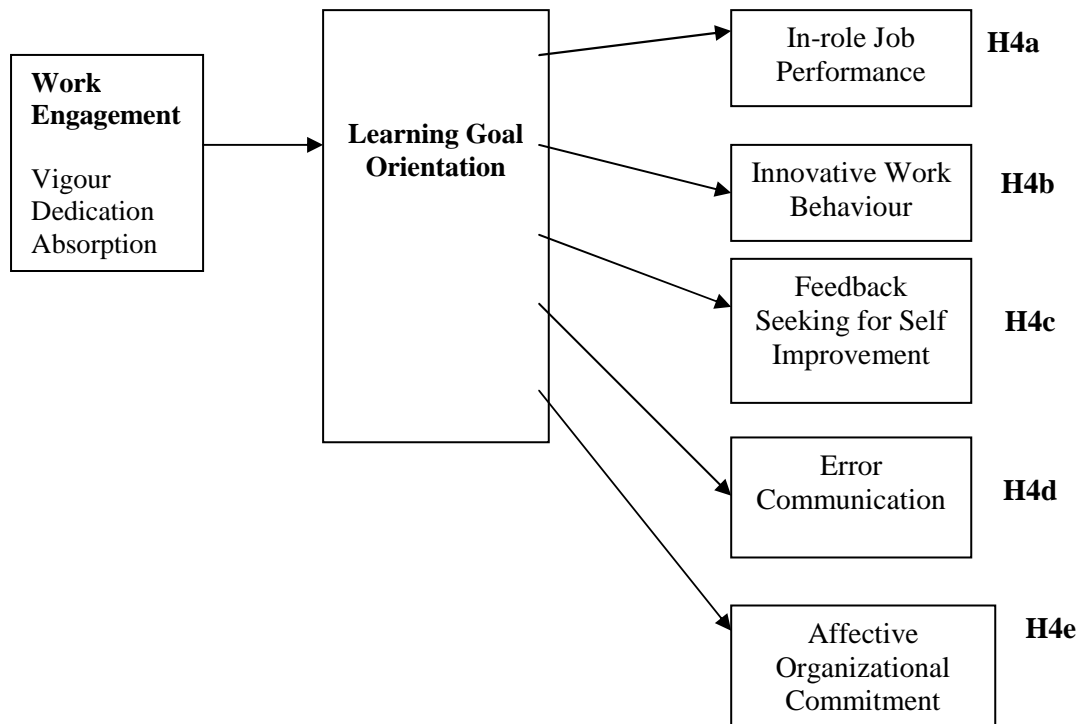 Work
Engagement
Vigour
Dedication
Absorption
Learning Goal
Orientation
In-role Job
Performance
H4a
Innovative Work
Behaviour
H4b
Feedback
Seeking for Self
Improvement
H4c
Error
Communication
H4d
Affective
Organizational
Commitment
H4e